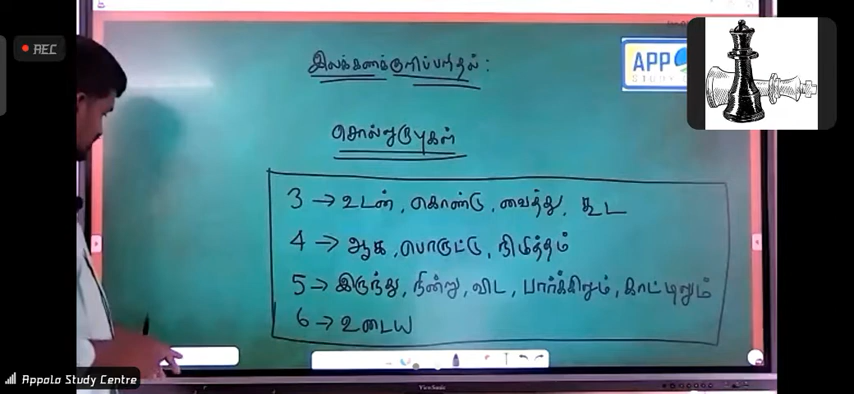 REC
இலக்கணக்குறிப்பறிதல் :
APP
சொல்லுருபுகள்
3 → உடன், கொண்டு, வைத்து, கூட
4 → ஆக, பொருட்டு, நிமித்தம்
5 → இருந்து, நின்று, விட, பார்க்கிலும், காட்டிலும்
6 → உடைய
Appolo Study Centre
ViewSonic